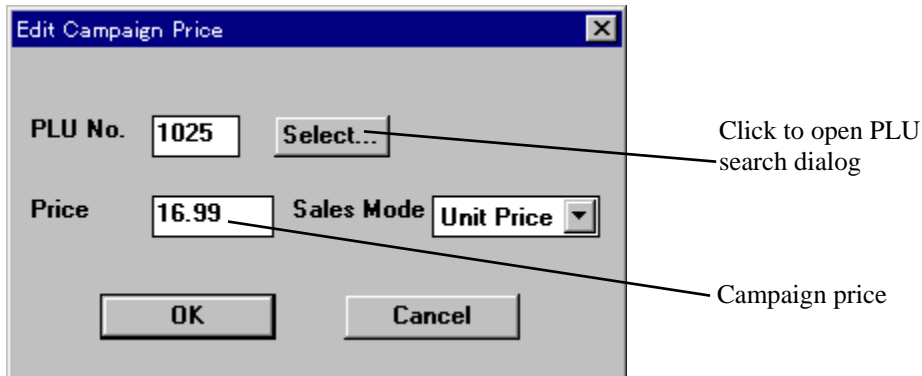 Edit Campaign Price
PLU No. 1025 Select...
Click to open PLU
search dialog
Price 16.99 Sales Mode Unit Price
Campaign price
OK Cancel